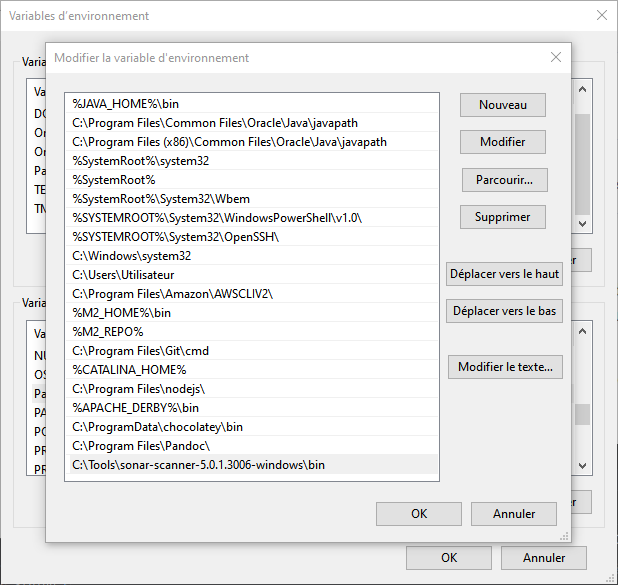 Variables d'environnement
Modifier la variable d'environnement
Varia
Va
DC
Or
Or
Pa
TE
TN
%JAVA_HOME%\bin
C:\Program Files\Common Files\Oracle\Java\javapath
C:\Program Files (x86)\Common Files\Oracle\Java\javapath
%SystemRoot%\system32
%SystemRoot%
%SystemRoot%\System32\Wbem
%SYSTEMROOT%\System32\WindowsPowerShell\v1.0\
%SYSTEMROOT%\System32\OpenSSH\
C:\Windows\system32
C:\Users\Utilisateur
C:\Program Files\Amazon\AWSCLIV2\
%M2_HOME%\bin
%M2_REPO%
C:\Program Files\Git\cmd
%CATALINA_HOME%
C:\Program Files\nodejs\
%APACHE_DERBY%\bin
C:\ProgramData\chocolatey\bin
C:\Program Files\Pandoc\
C:\Tools\sonar-scanner-5.0.1.3006-windows\bin
Nouveau
Modifier
Parcourir...
Supprimer
Déplacer vers le haut
Déplacer vers le bas
Modifier le texte...
er
Varia
Va
NU
OS
Pa
PA
PC
PR
PR
er
OK
Annuler
OK
Annuler